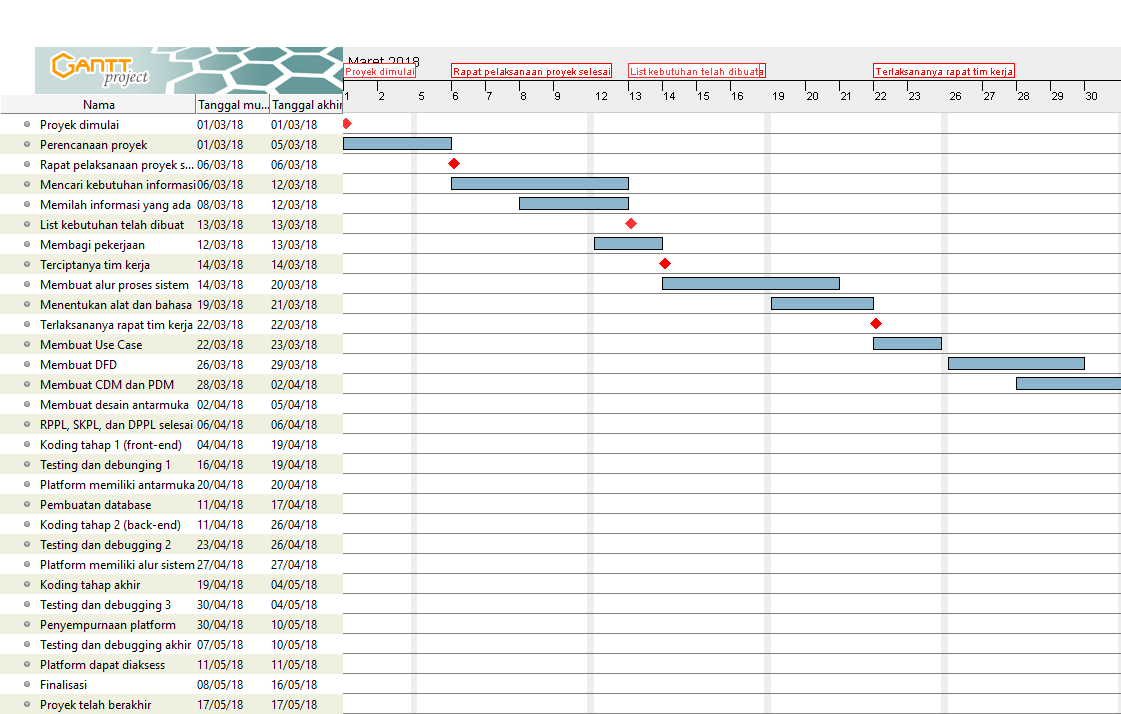 GANTT
project
Maret 2018
Proyek dimulai
Rapat pelaksanaan proyek selesai
List kebutuhan telah dibuat
Terlaksananya rapat tim kerja
1 2 5 6 7 8 9 12 13 14 15 16 19 20 21 22 23 26 27 28 29 30
Nama Tanggal mu... Tanggal akhir
Proyek dimulai 01/03/18 01/03/18
Perencanaan proyek 01/03/18 05/03/18
Rapat pelaksanaan proyek s... 06/03/18 06/03/18
Mencari kebutuhan informasi 06/03/18 12/03/18
Memilah informasi yang ada 08/03/18 12/03/18
List kebutuhan telah dibuat 13/03/18 13/03/18
Membagi pekerjaan 12/03/18 13/03/18
Terciptanya tim kerja 14/03/18 14/03/18
Membuat alur proses sistem 14/03/18 20/03/18
Menentukan alat dan bahasa 19/03/18 21/03/18
Terlaksananya rapat tim kerja 22/03/18 22/03/18
Membuat Use Case 22/03/18 23/03/18
Membuat DFD 26/03/18 29/03/18
Membuat CDM dan PDM 28/03/18 02/04/18
Membuat desain antarmuka 02/04/18 05/04/18
RPPL, SKPL, dan DPPL selesai 06/04/18 06/04/18
Koding tahap 1 (front-end) 04/04/18 19/04/18
Testing dan debunging 1 16/04/18 19/04/18
Platform memiliki antarmuka 20/04/18 20/04/18
Pembuatan database 11/04/18 17/04/18
Koding tahap 2 (back-end) 11/04/18 26/04/18
Testing dan debugging 2 23/04/18 26/04/18
Platform memiliki alur sistem 27/04/18 27/04/18
Koding tahap akhir 19/04/18 04/05/18
Testing dan debugging 3 30/04/18 04/05/18
Penyempurnaan platform 30/04/18 10/05/18
Testing dan debugging akhir 07/05/18 10/05/18
Platform dapat diaksess 11/05/18 11/05/18
Finalisasi 08/05/18 16/05/18
Proyek telah berakhir 17/05/18 17/05/18